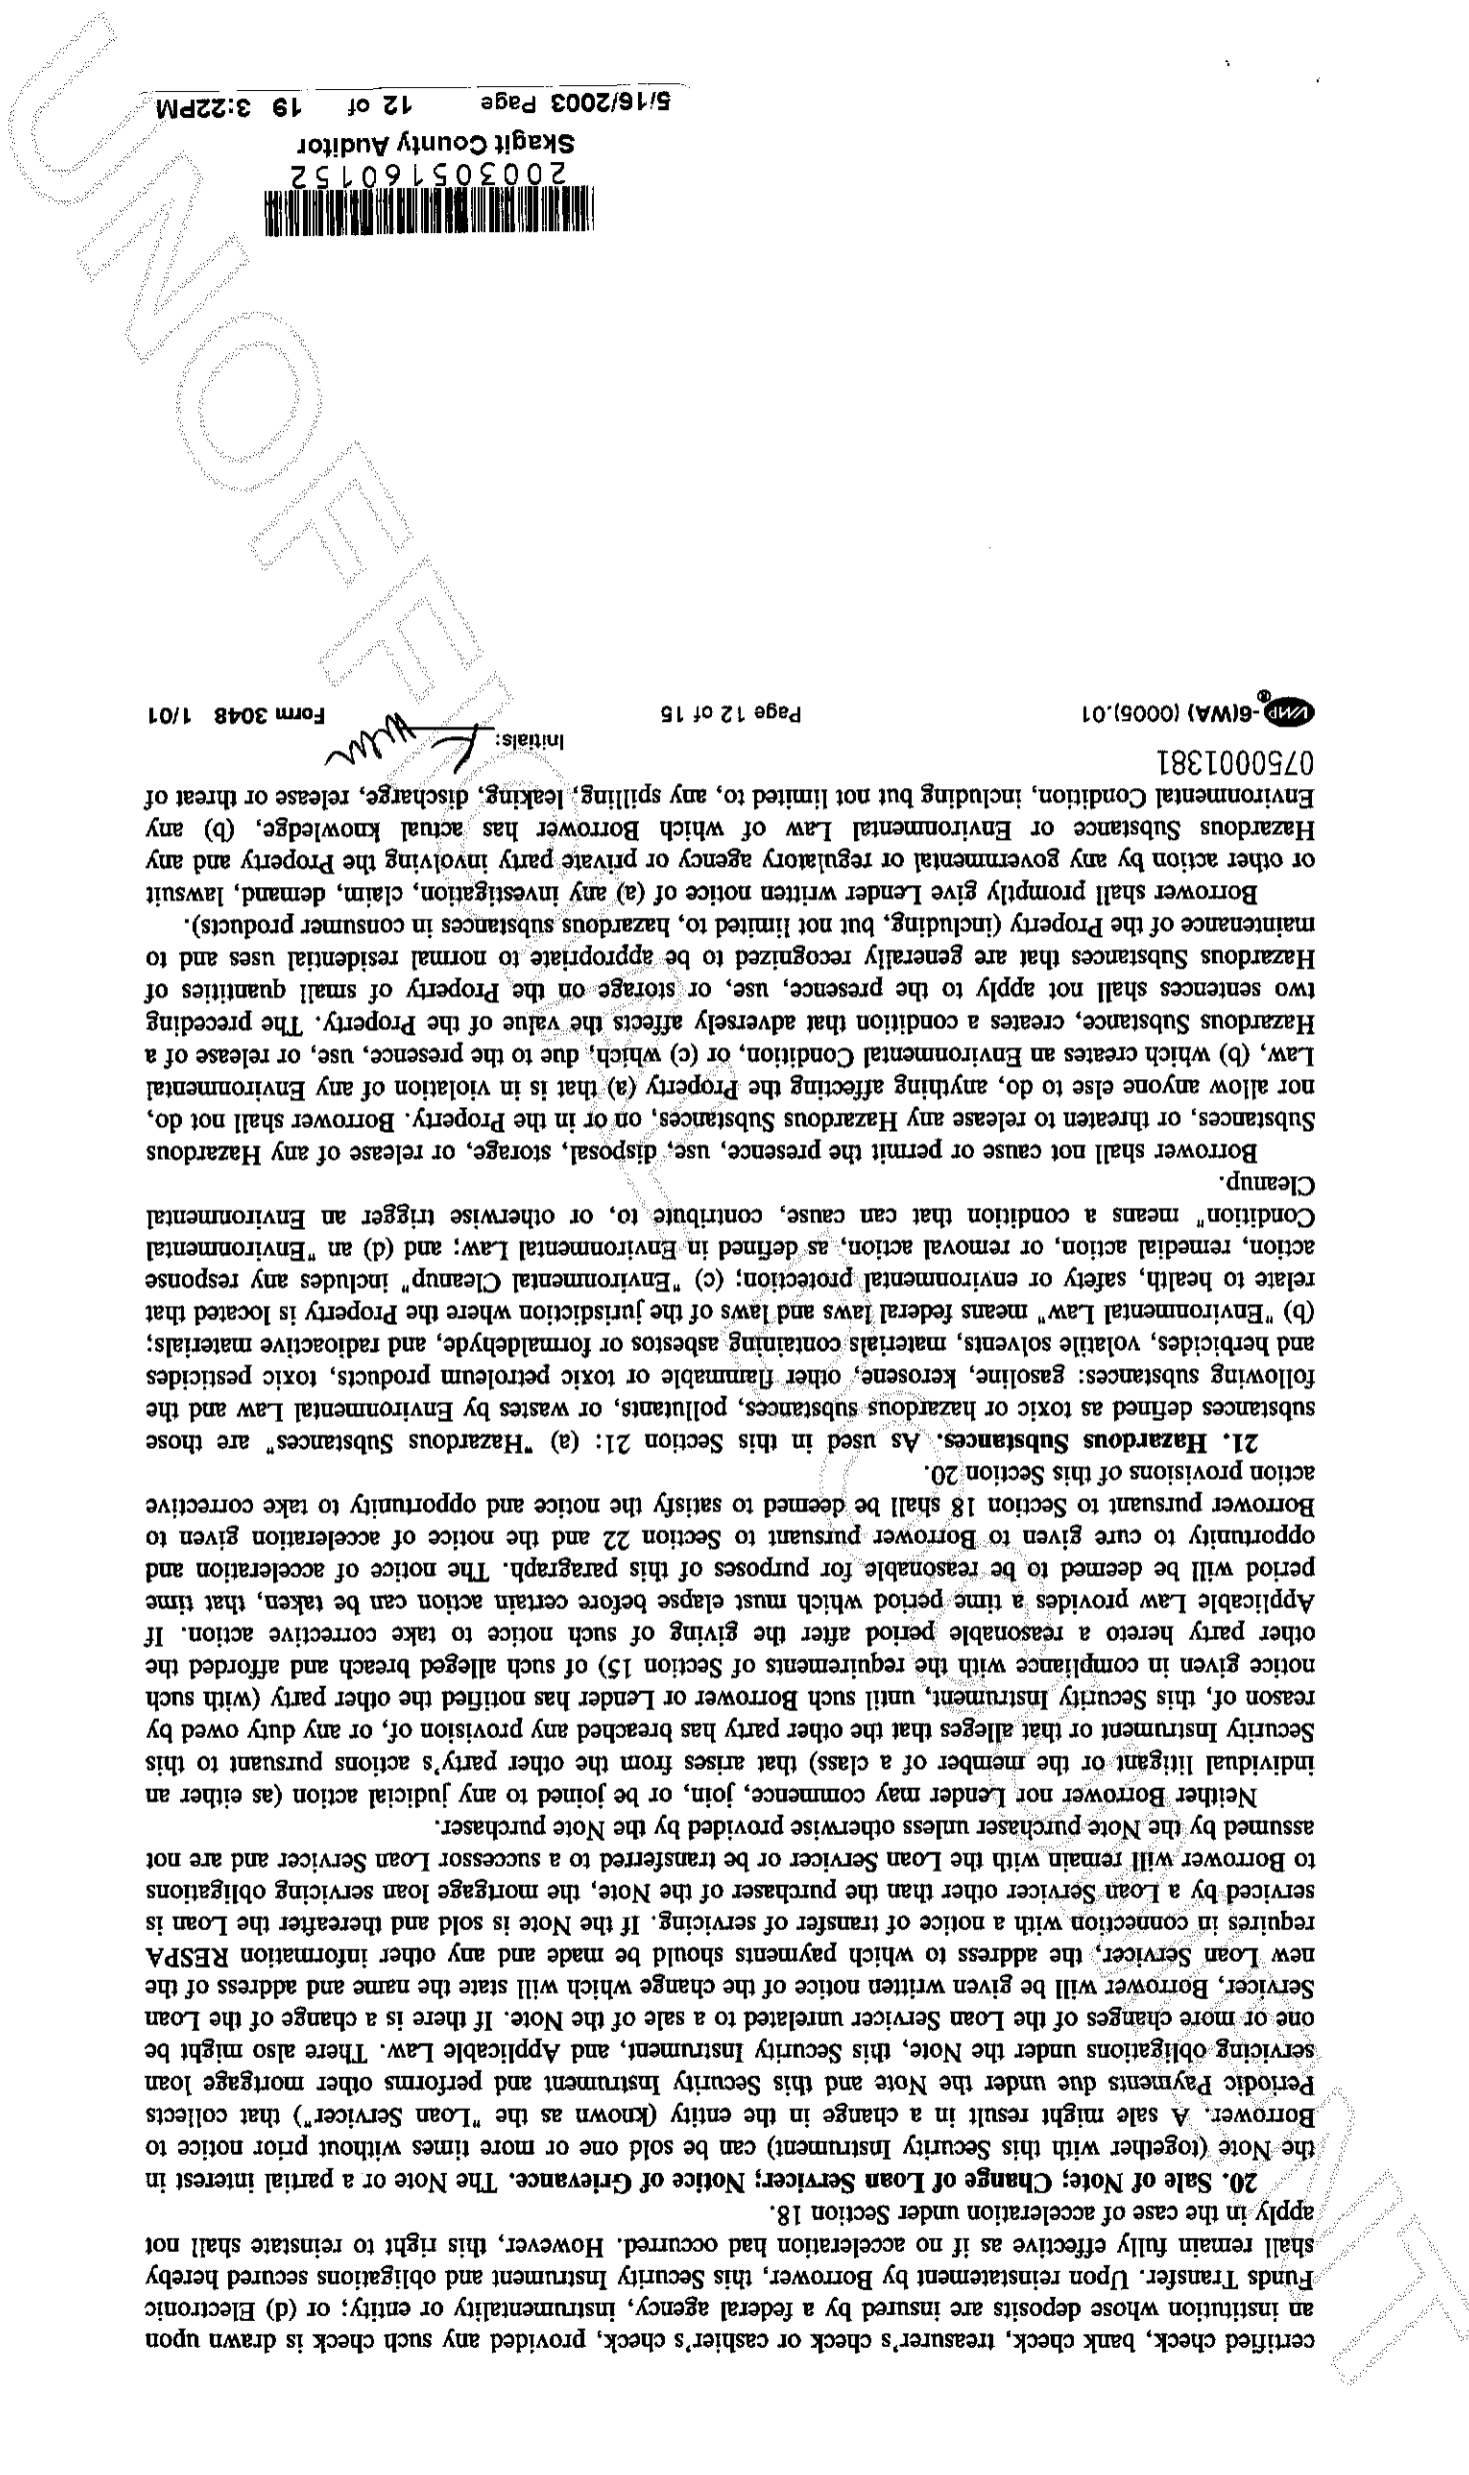 certified check, bank check, treasurer's check or cashier's check, provided any such check is drawn upon
an institution whose deposits are insured by a federal agency, instrumentality or entity; or (d) Electronic
Funds Transfer. Upon reinstatement by Borrower, this Security Instrument and obligations secured hereby
shall remain fully effective as if no acceleration had occurred. However, this right to reinstate shall not
apply in the case of acceleration under Section 18.
20. Sale of Note; Change of Loan Servicer; Notice of Grievance. The Note or a partial interest in
the Note (together with this Security Instrument) can be sold one or more times without prior notice to
Borrower. A sale might result in a change in the entity (known as the "Loan Servicer") that collects
Periodic Payments due under the Note and this Security Instrument and performs other mortgage loan
servicing obligations under the Note, this Security Instrument, and Applicable Law. There also might be
one or more changes of the Loan Servicer unrelated to a sale of the Note. If there is a change of the Loan
Servicer, Borrower will be given written notice of the change which will state the name and address of the
new Loan Servicer, the address to which payments should be made and any other information RESPA
requires in connection with a notice of transfer of servicing. If the Note is sold and thereafter the Loan is
serviced by a Loan Servicer other than the purchaser of the Note, the mortgage loan servicing obligations
to Borrower will remain with the Loan Servicer or be transferred to a successor Loan Servicer and are not
assumed by the Note purchaser unless otherwise provided by the Note purchaser.
Neither Borrower nor Lender may commence, join, or be joined to any judicial action (as either an
individual litigant or the member of a class) that arises from the other party's actions pursuant to this
Security Instrument or that alleges that the other party has breached any provision of, or any duty owed by
reason of, this Security Instrument, until such Borrower or Lender has notified the other party (with such
notice given in compliance with the requirements of Section 15) of such alleged breach and afforded the
other party hereto a reasonable period after the giving of such notice to take corrective action. If
Applicable Law provides a time period which must elapse before certain action can be taken, that time
period will be deemed to be reasonable for purposes of this paragraph. The notice of acceleration and
opportunity to cure given to Borrower pursuant to Section 22 and the notice of acceleration given to
Borrower pursuant to Section 18 shall be deemed to satisfy the notice and opportunity to take corrective
action provisions of this Section 20.
21. Hazardous Substances. As used in this Section 21: (a) "Hazardous Substances" are those
substances defined as toxic or hazardous substances, pollutants, or wastes by Environmental Law and the
following substances: gasoline, kerosene, other flammable or toxic petroleum products, toxic pesticides
and herbicides, volatile solvents, materials containing asbestos or formaldehyde, and radioactive materials;
(b) "Environmental Law" means federal laws and laws of the jurisdiction where the Property is located that
relate to health, safety or environmental protection; (c) "Environmental Cleanup" includes any response
action, remedial action, or removal action, as defined in Environmental Law; and (d) an "Environmental
Condition" means a condition that can cause, contribute to, or otherwise trigger an Environmental
Cleanup.
Borrower shall not cause or permit the presence, use, disposal, storage, or release of any Hazardous
Substances, or threaten to release any Hazardous Substances, on or in the Property. Borrower shall not do,
nor allow anyone else to do, anything affecting the Property (a) that is in violation of any Environmental
Law, (b) which creates an Environmental Condition, or (c) which, due to the presence, use, or release of a
Hazardous Substance, creates a condition that adversely affects the value of the Property. The preceding
two sentences shall not apply to the presence, use, or storage on the Property of small quantities of
Hazardous Substances that are generally recognized to be appropriate to normal residential uses and to
maintenance of the Property (including, but not limited to, hazardous substances in consumer products).
Borrower shall promptly give Lender written notice of (a) any investigation, claim, demand, lawsuit
or other action by any governmental or regulatory agency or private party involving the Property and any
Hazardous Substance or Environmental Law of which Borrower has actual knowledge, (b) any
Environmental Condition, including but not limited to, any spilling, leaking, discharge, release or threat of
0750001381
Initials:
VMP®-6(WA) (0005).01 Page 12 of 15 Form 3048 1/01
200305160152
Skagit County Auditor
5/16/2003 Page 12 of 19 3:22PM
UNOFFICIAL DOCUMENT